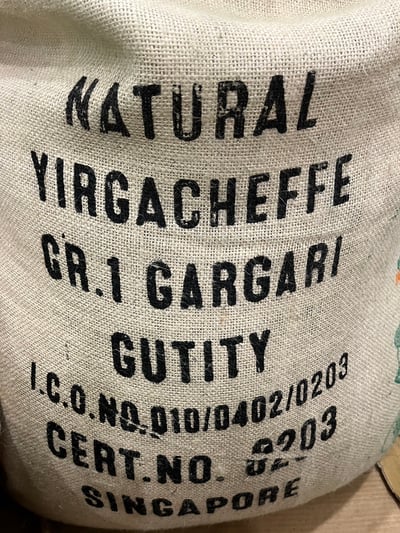 NATURAL
YIRGACHEFFE
GR.1 GARGARI
GUTITY
I.C.O.NO.010/0402/0203
CERT.NO. 0203
SINGAPORE